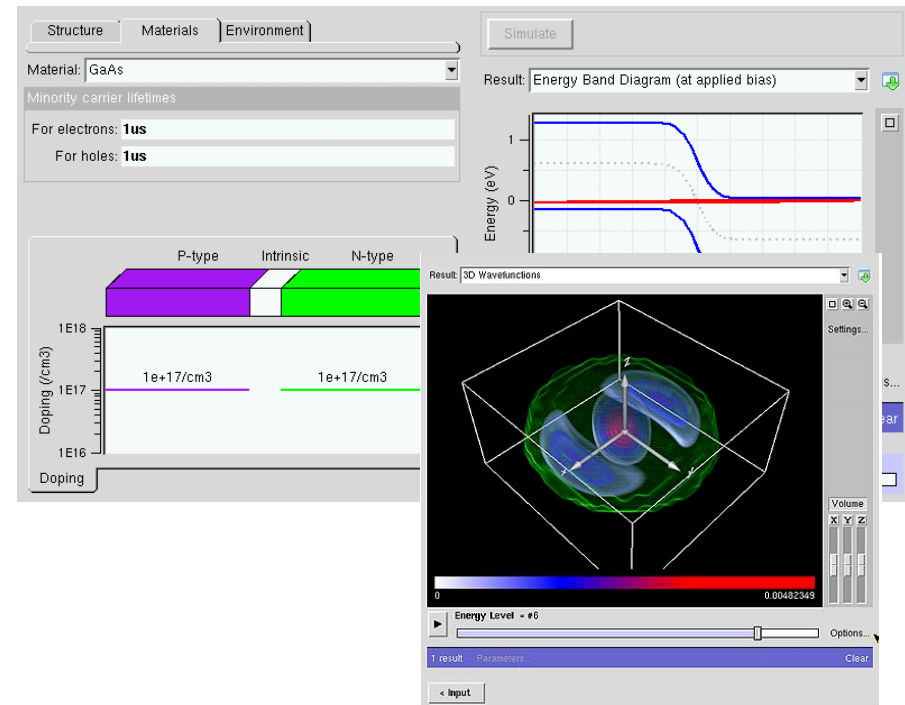 Structure Materials Environment
Material: GaAs
Minority carrier lifetimes
For electrons: 1us
For holes: 1us
P-type Intrinsic N-type
1E18
1E17
1E16
Doping (/cm3)
1e+17/cm3 1e+17/cm3
Doping
Simulate
Result: Energy Band Diagram (at applied bias)
1
0
Energy (eV)
s...
ear
Result: 3D Wavefunctions
Settings...
z
x
y
Volume
X Y Z
0 0.00482349
Energy Level = #6
Options...
1 result Parameters... Clear
< Input